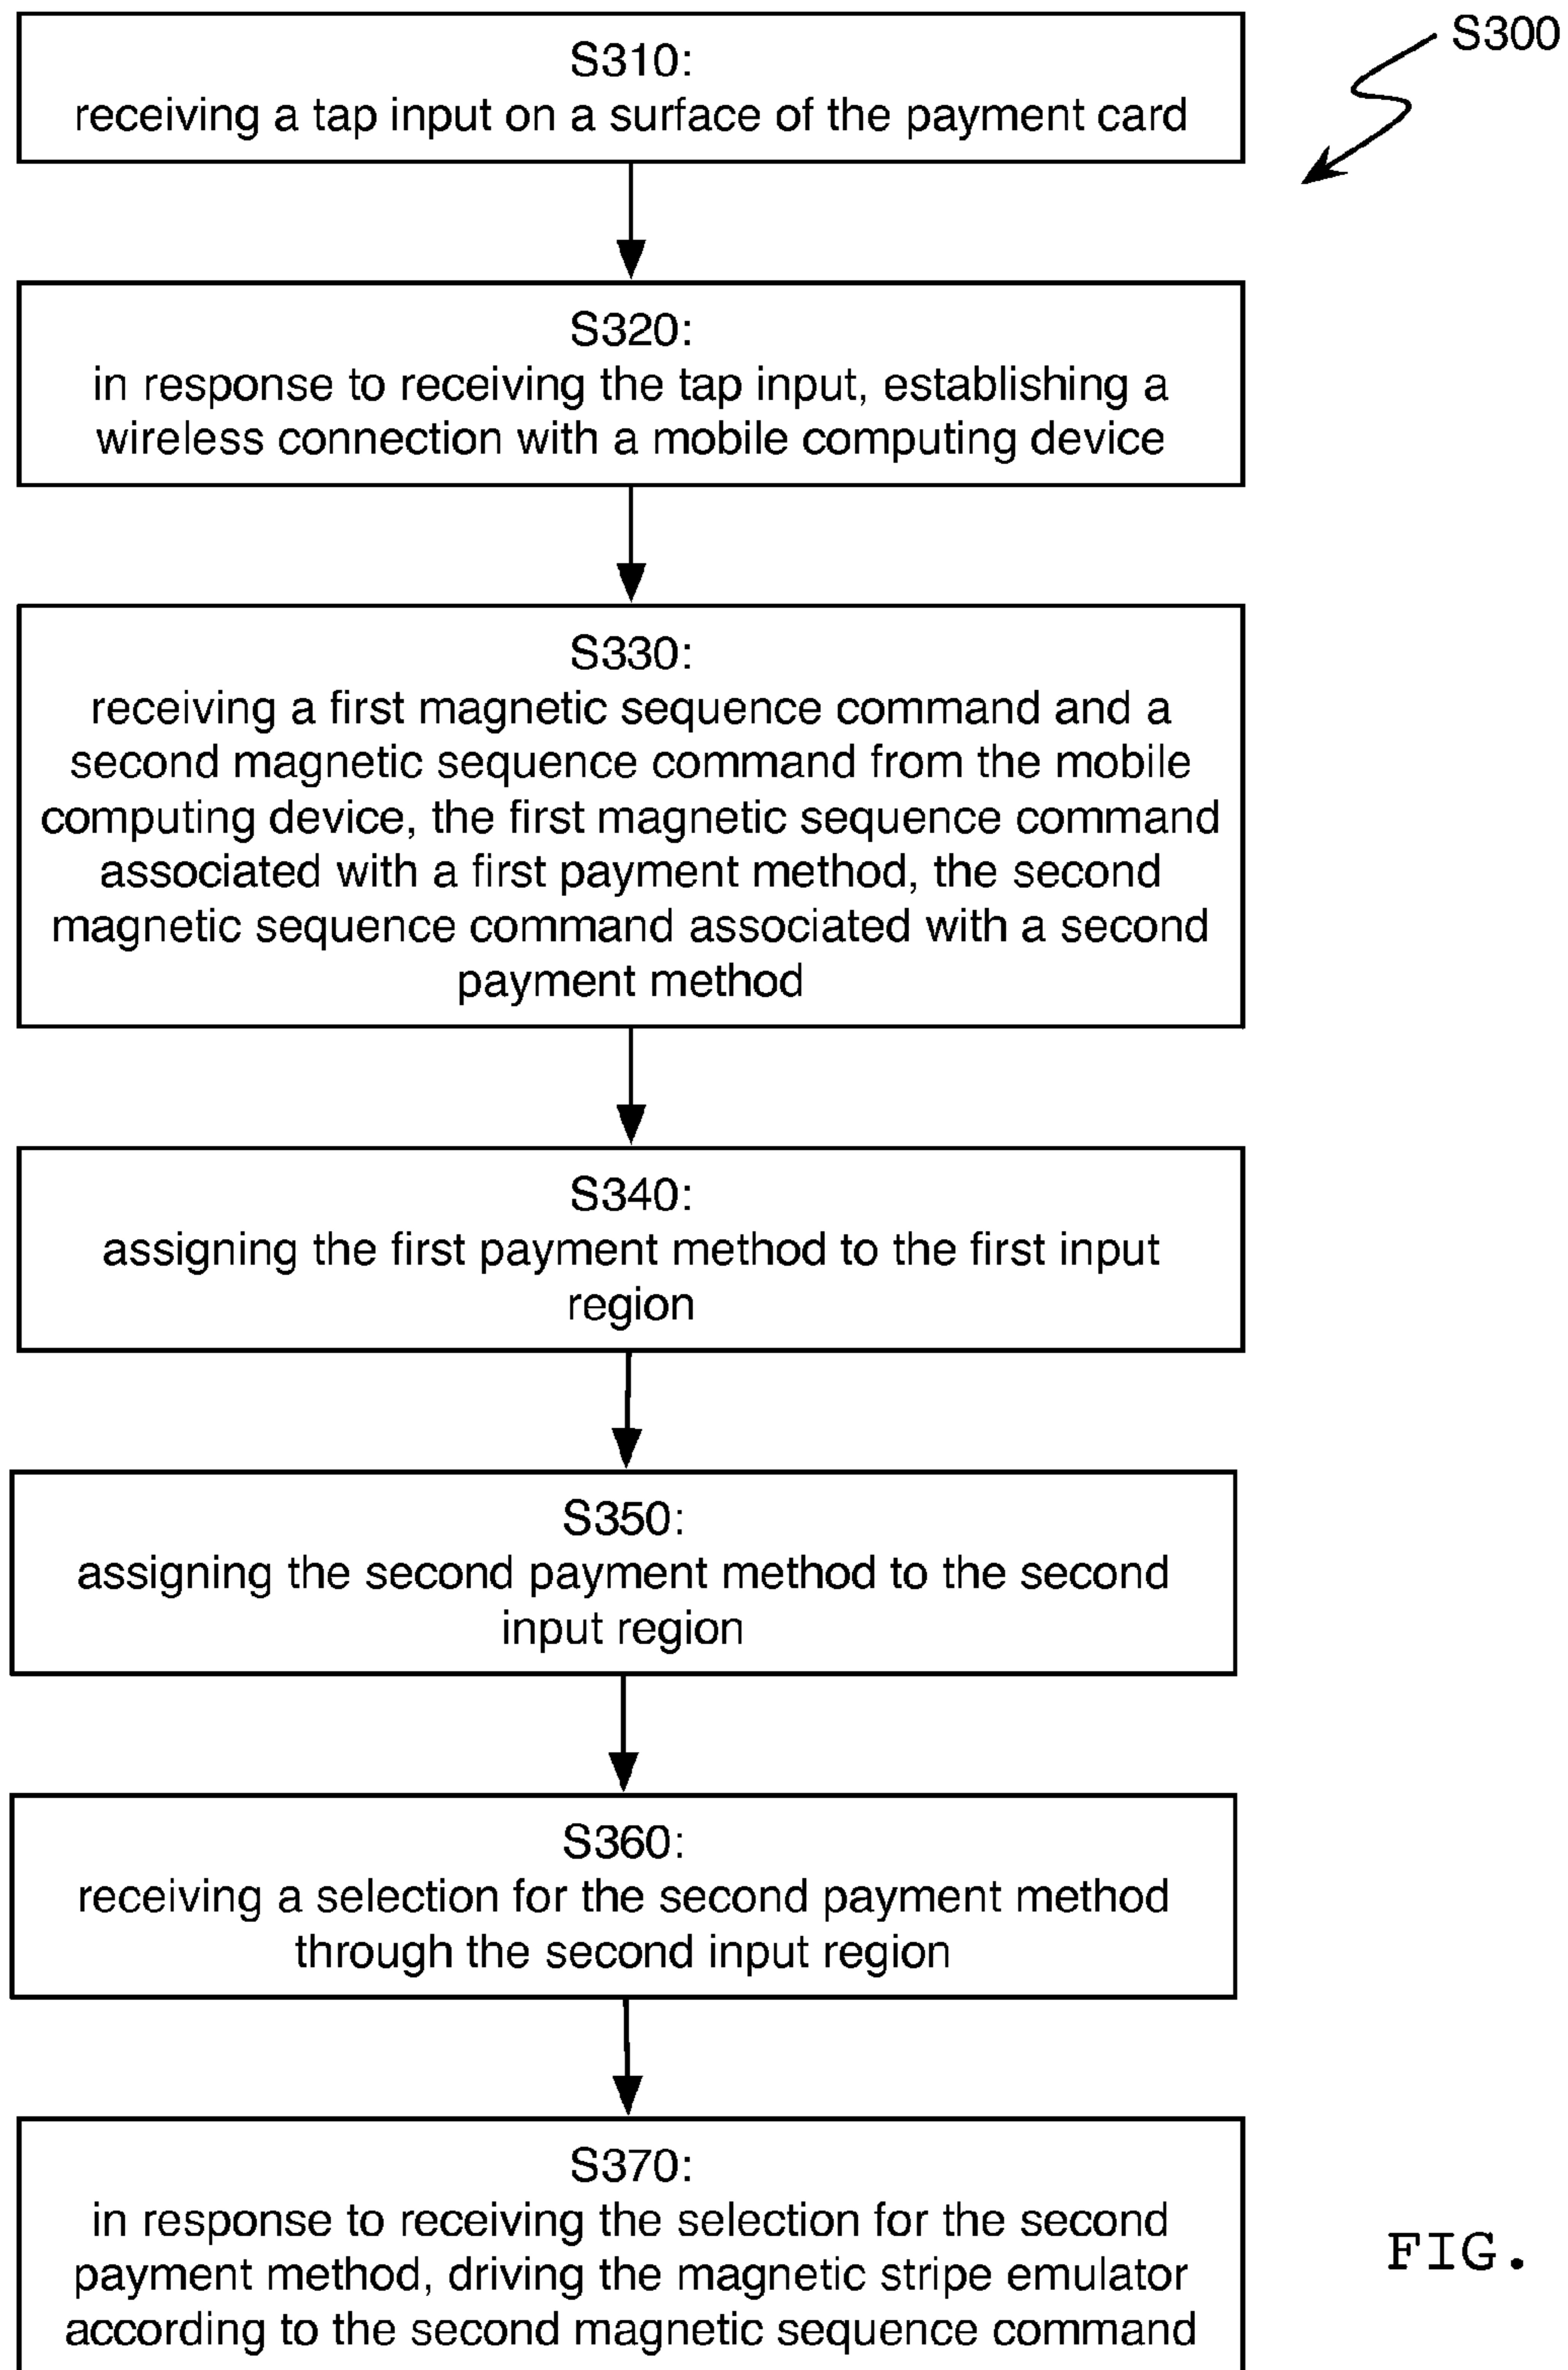 S300
S310:
receiving a tap input on a surface of the payment card
S320:
in response to receiving the tap input, establishing a
wireless connection with a mobile computing device
S330:
receiving a first magnetic sequence command and a
second magnetic sequence command from the mobile
computing device, the first magnetic sequence command
associated with a first payment method, the second
magnetic sequence command associated with a second
payment method
S340:
assigning the first payment method to the first input
region
S350:
assigning the second payment method to the second
input region
S360:
receiving a selection for the second payment method
through the second input region
S370:
in response to receiving the selection for the second
payment method, driving the magnetic stripe emulator
according to the second magnetic sequence command
FIG.